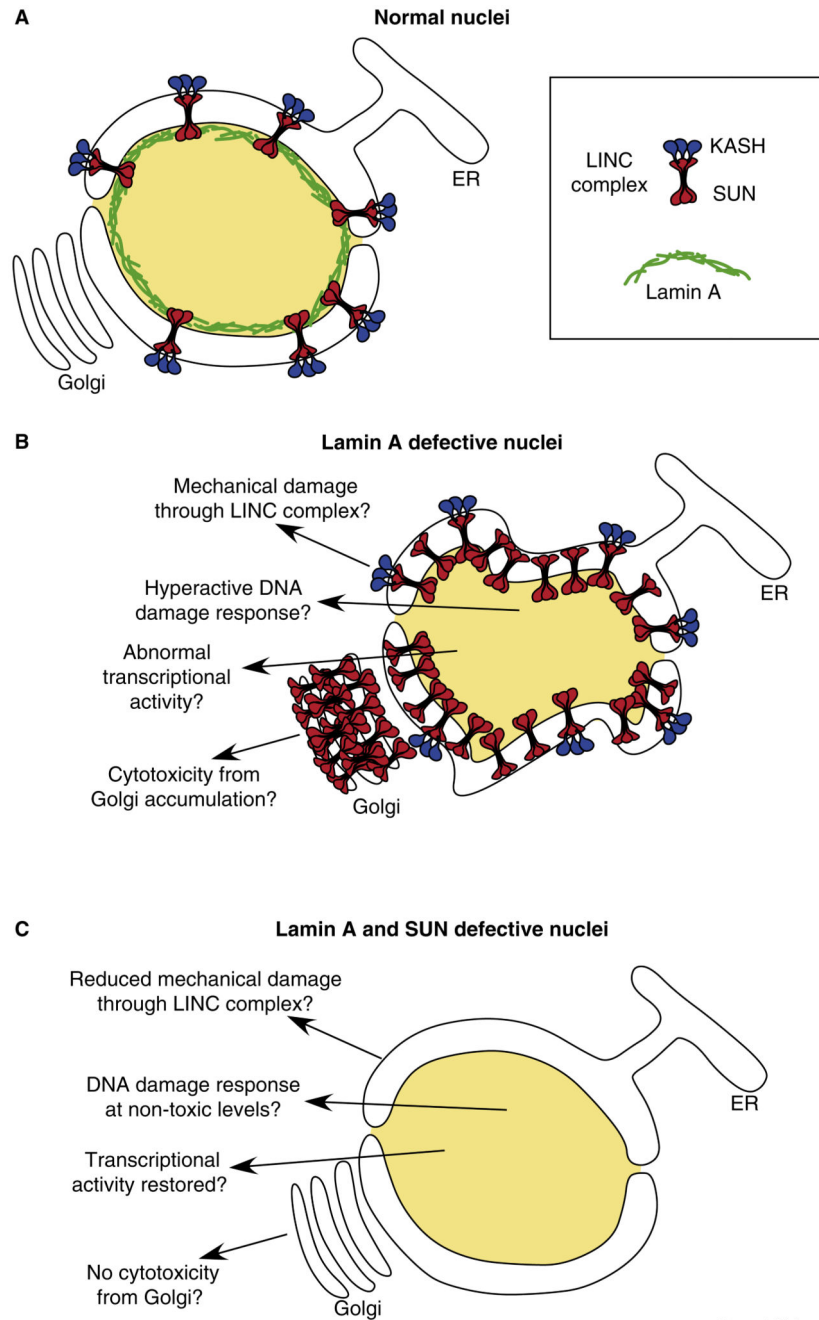 A
Normal nuclei
ER
Golgi
LINC
complex
KASH
SUN
Lamin A
B
Lamin A defective nuclei
Mechanical damage
through LINC complex?
Hyperactive DNA
damage response?
Abnormal
transcriptional
activity?
Cytotoxicity from
Golgi accumulation?
Golgi
ER
C
Lamin A and SUN defective nuclei
Reduced mechanical damage
through LINC complex?
DNA damage response
at non-toxic levels?
Transcriptional
activity restored?
No cytotoxicity
from Golgi?
Golgi
ER